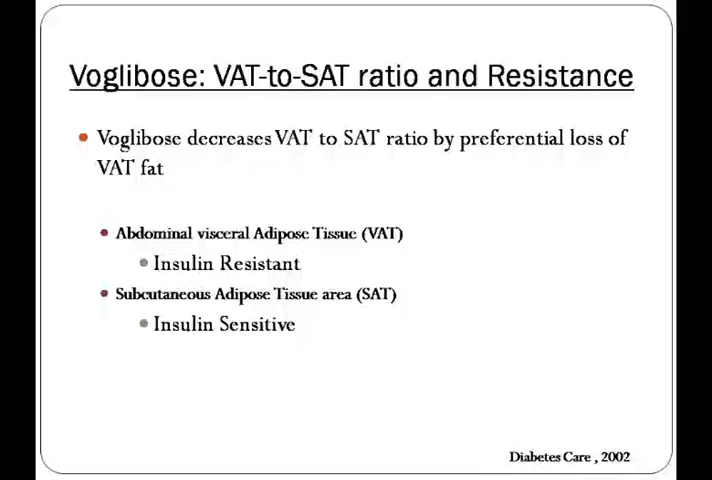 Voglibose: VAT-to-SAT ratio and Resistance
Voglibose decreases VAT to SAT ratio by preferential loss of
VAT fat
Abdominal visceral Adipose Tissue (VAT)
Insulin Resistant
Subcutaneous Adipose Tissue area (SAT)
Insulin Sensitive
Diabetes Care , 2002